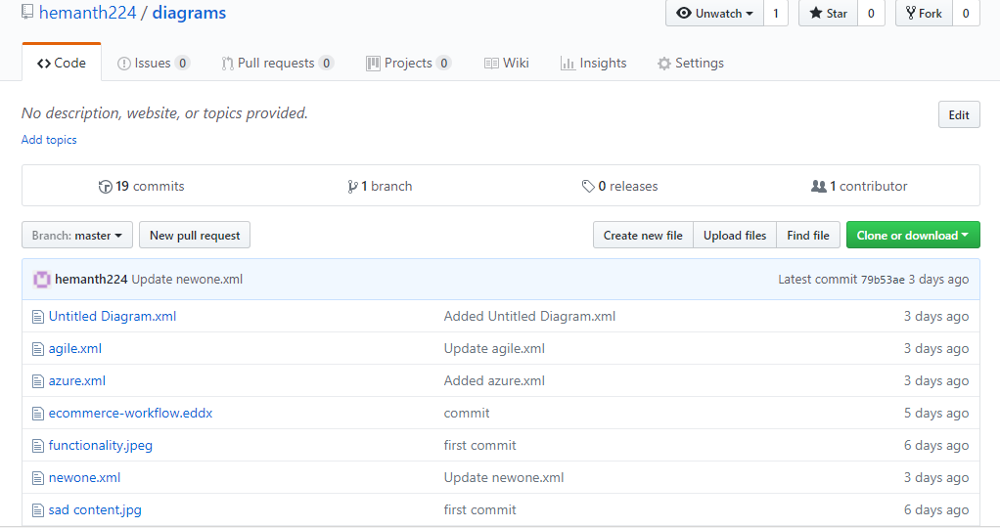 hemanth224 / diagrams Unwatch 1 Star 0 Fork 0
Code Issues 0 Pull requests 0 Projects 0 Wiki Insights Settings
No description, website, or topics provided. Edit
Add topics
19 commits 1 branch 0 releases 1 contributor
Branch: master New pull request Create new file Upload files Find file Clone or download
hemanth224 Update newone.xml Latest commit 79b53ae 3 days ago
Untitled Diagram.xml Added Untitled Diagram.xml 3 days ago
agile.xml Update agile.xml 3 days ago
azure.xml Added azure.xml 3 days ago
ecommerce-workflow.eddx commit 5 days ago
functionality.jpeg first commit 6 days ago
newone.xml Update newone.xml 3 days ago
sad content.jpg first commit 6 days ago